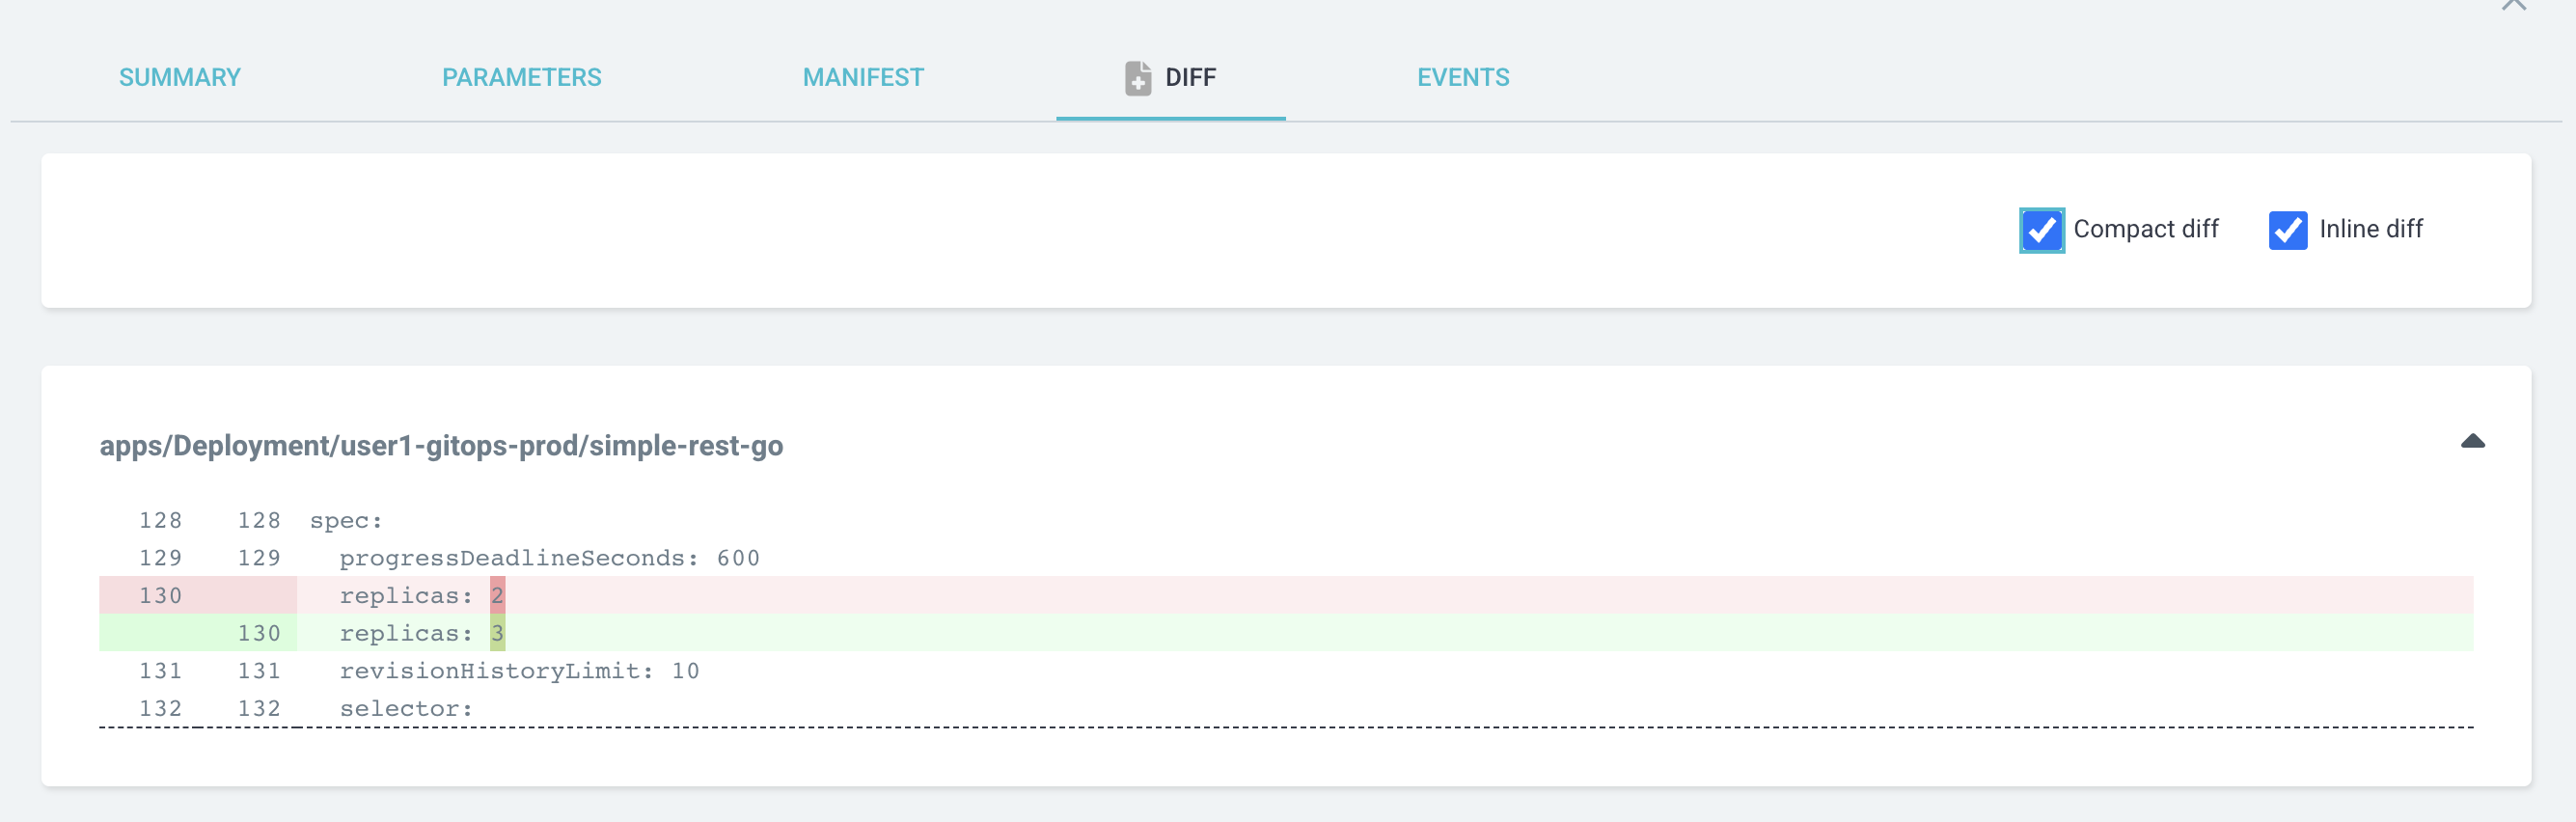 SUMMARY PARAMETERS MANIFEST DIFF EVENTS
Compact diff Inline diff
apps/Deployment/user1-gitops-prod/simple-rest-go
128 128 spec:
129 129 progressDeadlineSeconds: 600
130 replicas: 2
130 replicas: 3
131 131 revisionHistoryLimit: 10
132 132 selector: